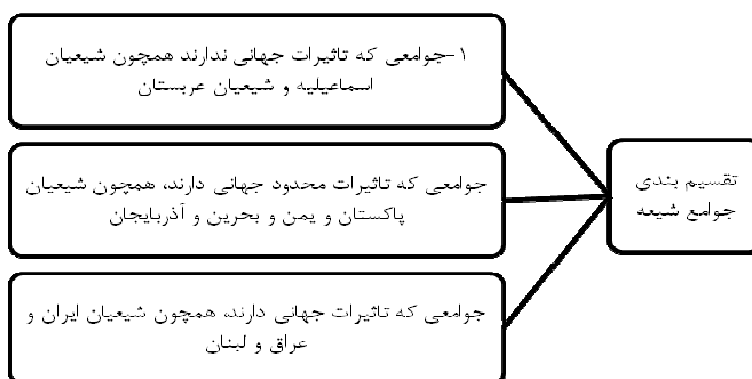 تقسیم بندی
جوامع شیعه
۱-جوامعی که تاثیرات جهانی ندارند همچون شیعیان
اسماعیلیه و شیعیان عربستان
جوامعی که تاثیرات محدود جهانی دارند، همچون شیعیان
پاکستان و یمن و بحرین و آذربایجان
جوامعی که تاثیرات جهانی دارند، همچون شیعیان ایران و
عراق و لبنان